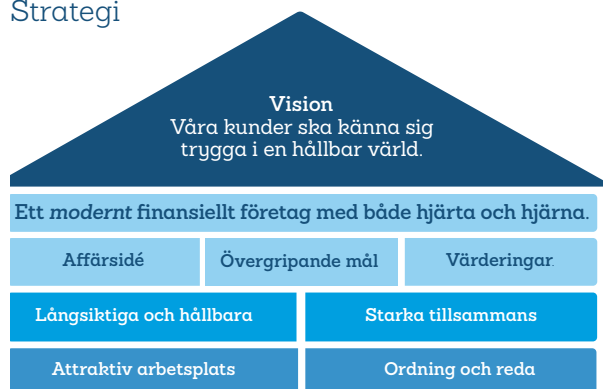 Strategi
Vision
Våra kunder ska känna sig
trygga i en hållbar värld.
Ett modernt finansiellt företag med både hjärta och hjärna.
Affärsidé
Övergripande mål
Värderingar.
Långsiktiga och hållbara
Starka tillsammans
Attraktiv arbetsplats
Ordning och reda